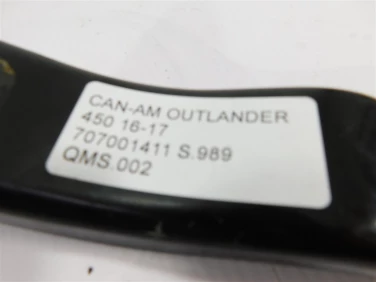 CAN-AM OUTLANDER
450 16-17
707001411 S.989
QMS.002